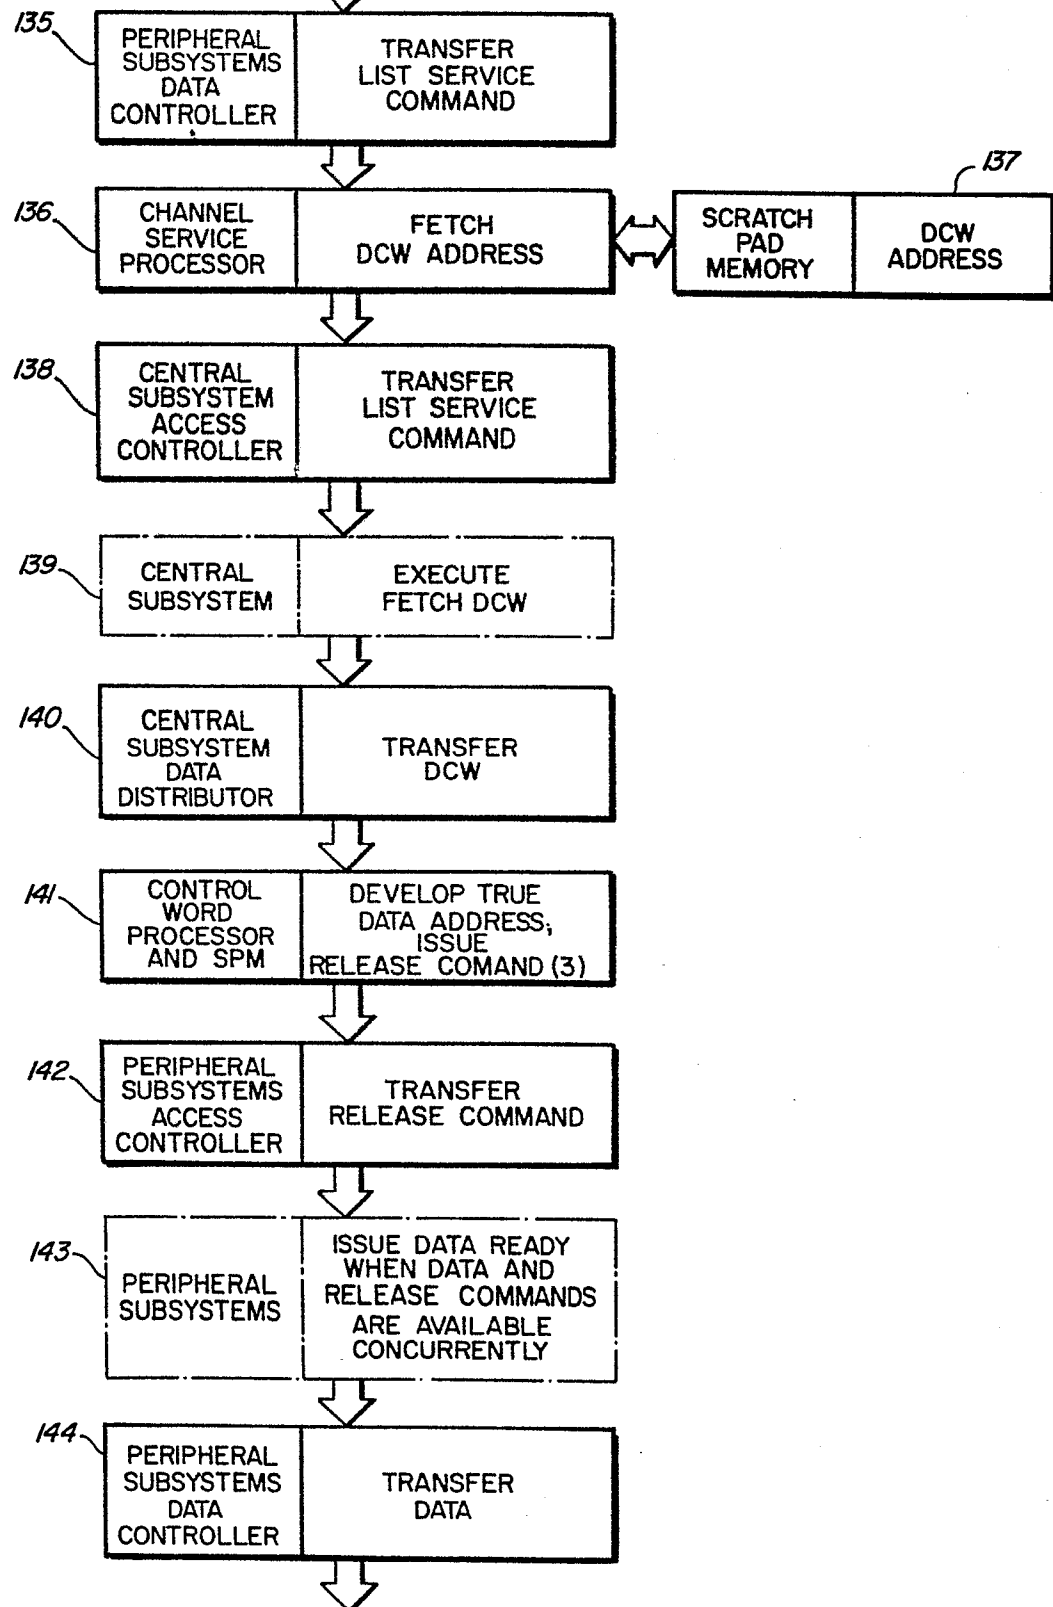 135
PERIPHERAL
SUBSYSTEMS
DATA
CONTROLLER
TRANSFER
LIST SERVICE
COMMAND
136
CHANNEL
SERVICE
PROCESSOR
FETCH
DCW ADDRESS
137
SCRATCH
PAD
MEMORY
DCW
ADDRESS
138
CENTRAL
SUBSYSTEM
ACCESS
CONTROLLER
TRANSFER
LIST SERVICE
COMMAND
139
CENTRAL
SUBSYSTEM
EXECUTE
FETCH DCW
140
CENTRAL
SUBSYSTEM
DATA
DISTRIBUTOR
TRANSFER
DCW
141
CONTROL
WORD
PROCESSOR
AND SPM
DEVELOP TRUE
DATA ADDRESS;
ISSUE
RELEASE COMAND (3)
142
PERIPHERAL
SUBSYSTEMS
ACCESS
CONTROLLER
TRANSFER
RELEASE COMMAND
143
PERIPHERAL
SUBSYSTEMS
ISSUE DATA READY
WHEN DATA AND
RELEASE COMMANDS
ARE AVAILABLE
CONCURRENTLY
144
PERIPHERAL
SUBSYSTEMS
DATA
CONTROLLER
TRANSFER
DATA